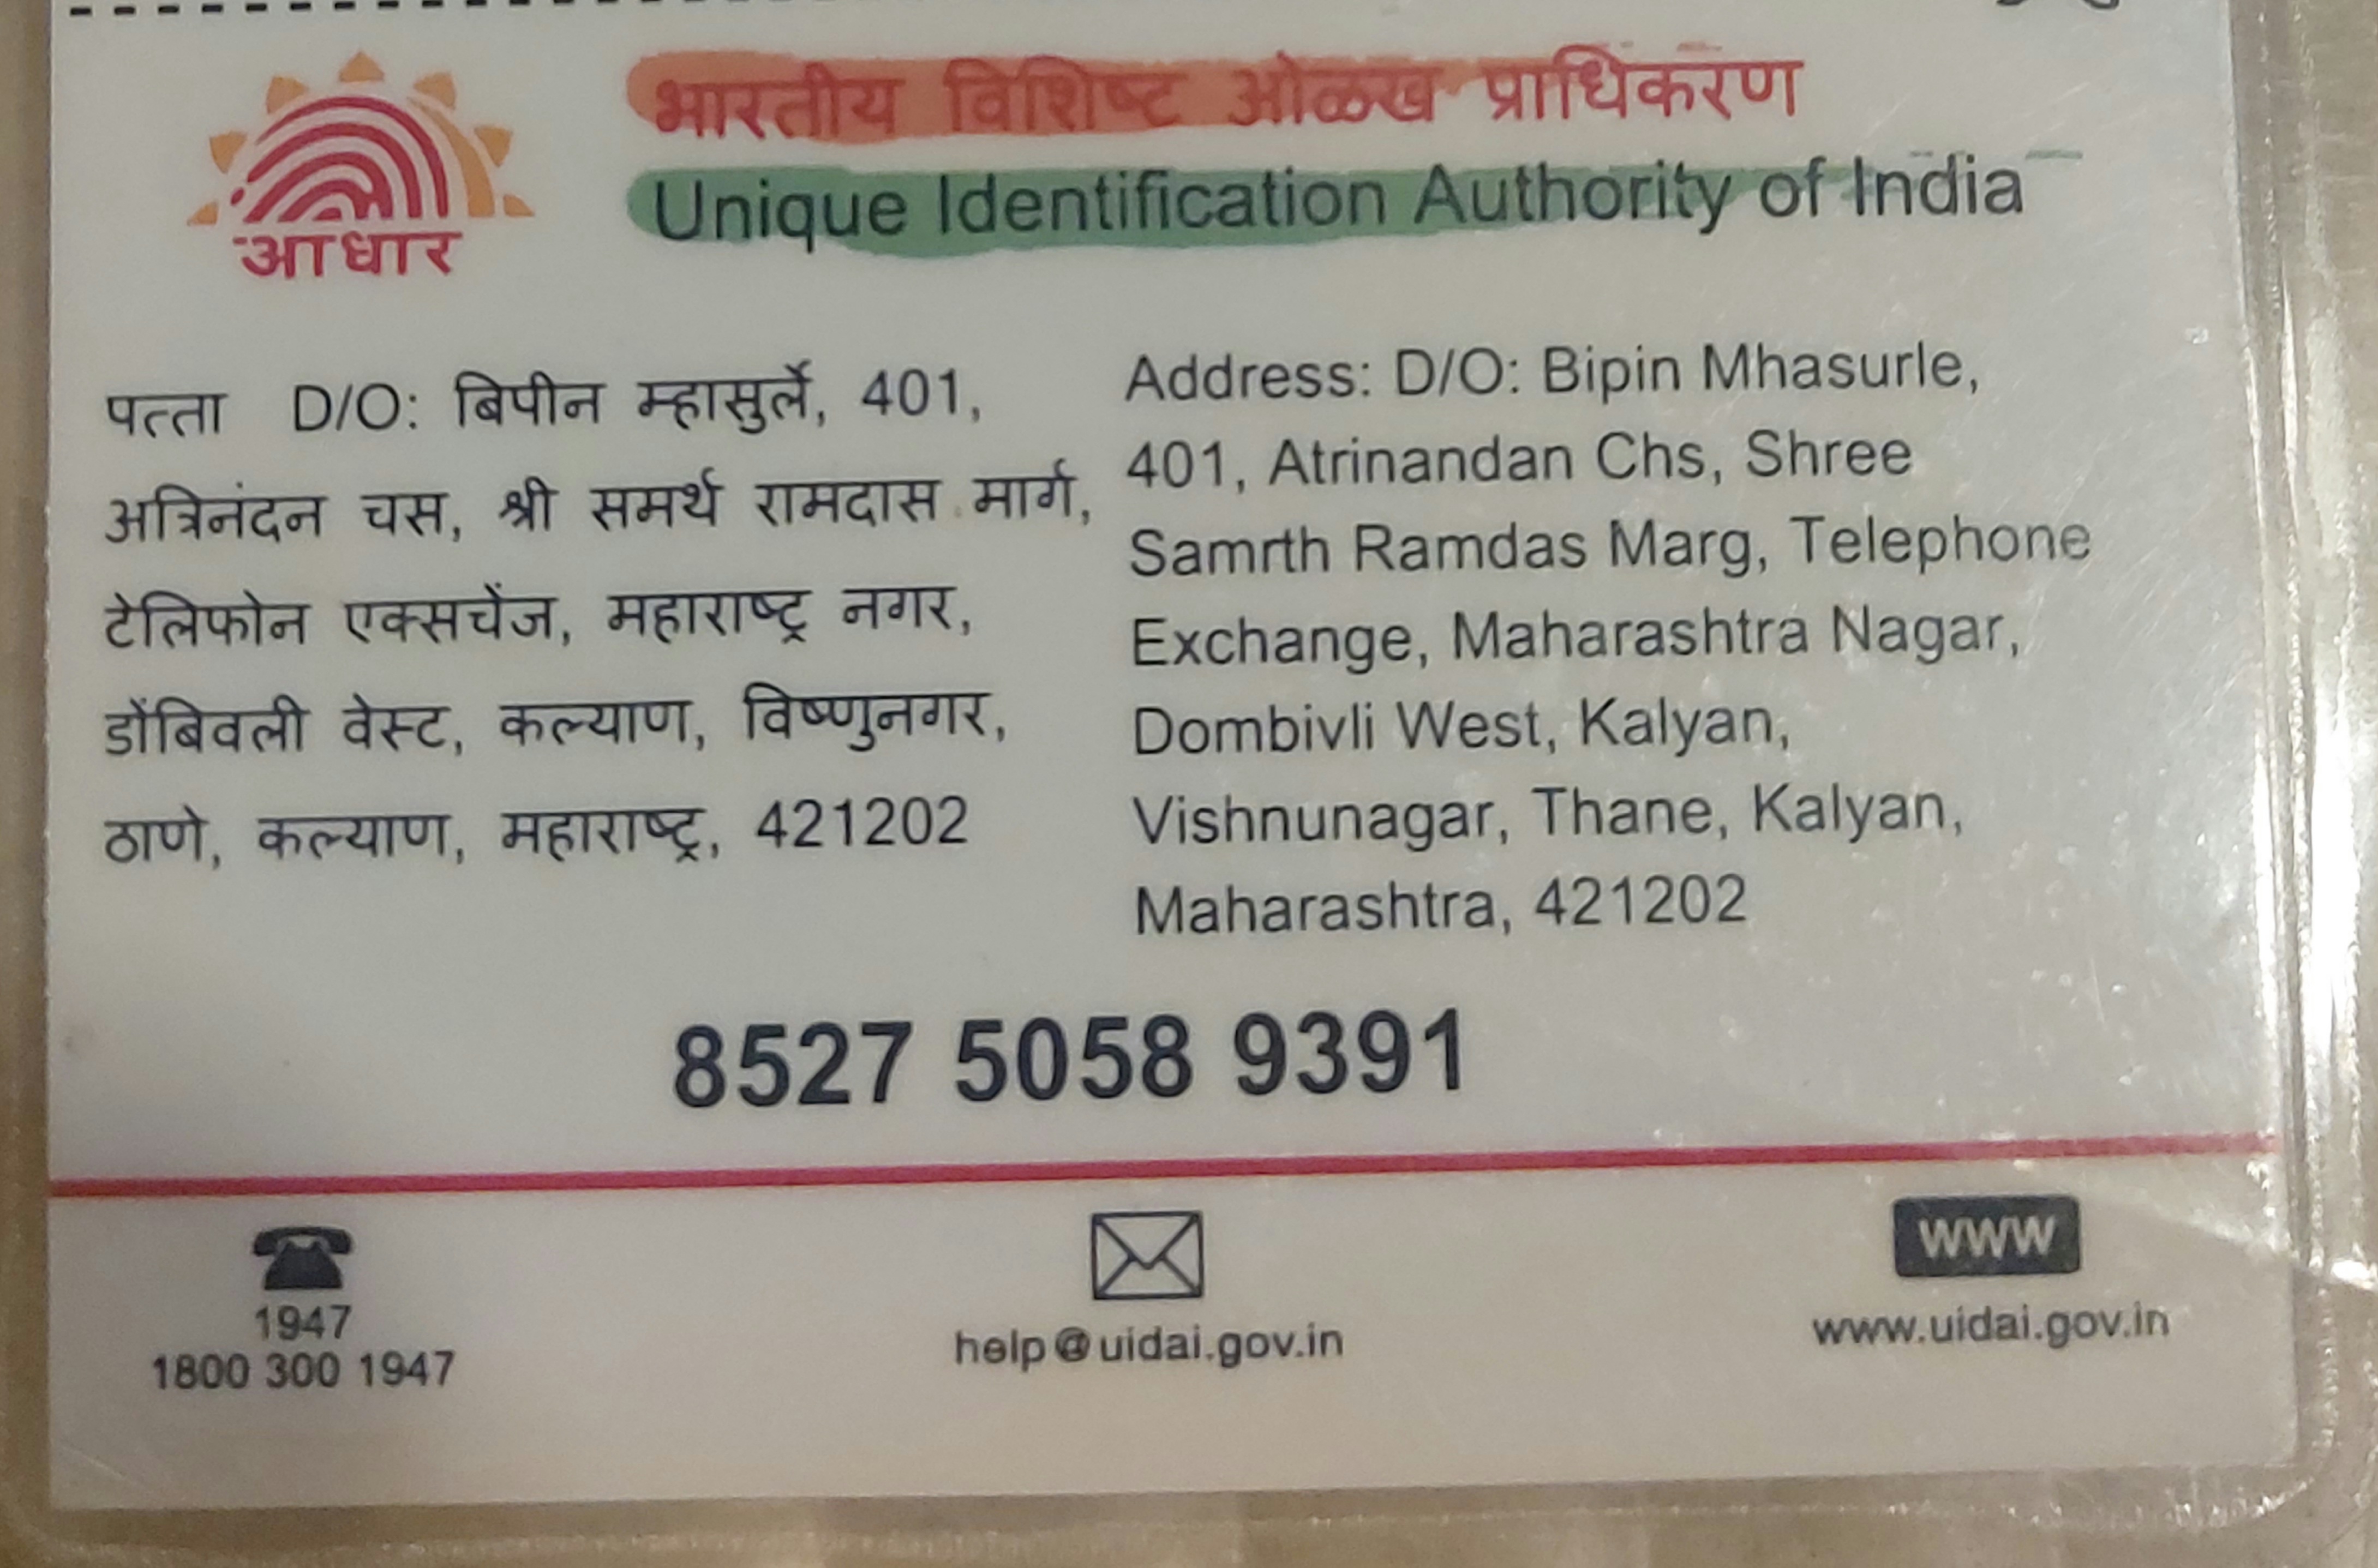 भारतीय विशिष्ट ओळख प्राधिकरण
Unique Identification Authority of India
आधार
पत्ता D/O: बिपीन म्हासुर्ले, 401,
अत्रिनंदन चस, श्री समर्थ रामदास मार्ग,
टेलिफोन एक्सचेंज, महाराष्ट्र नगर,
डोंबिवली वेस्ट, कल्याण, विष्णुनगर,
ठाणे, कल्याण, महाराष्ट्र, 421202
Address: D/O: Bipin Mhasurle,
401, Atrinandan Chs, Shree
Samrth Ramdas Marg, Telephone
Exchange, Maharashtra Nagar,
Dombivli West, Kalyan,
Vishnunagar, Thane, Kalyan,
Maharashtra, 421202
8527 5058 9391
1947
1800 300 1947
help@uidai.gov.in
www
www.uidai.gov.in